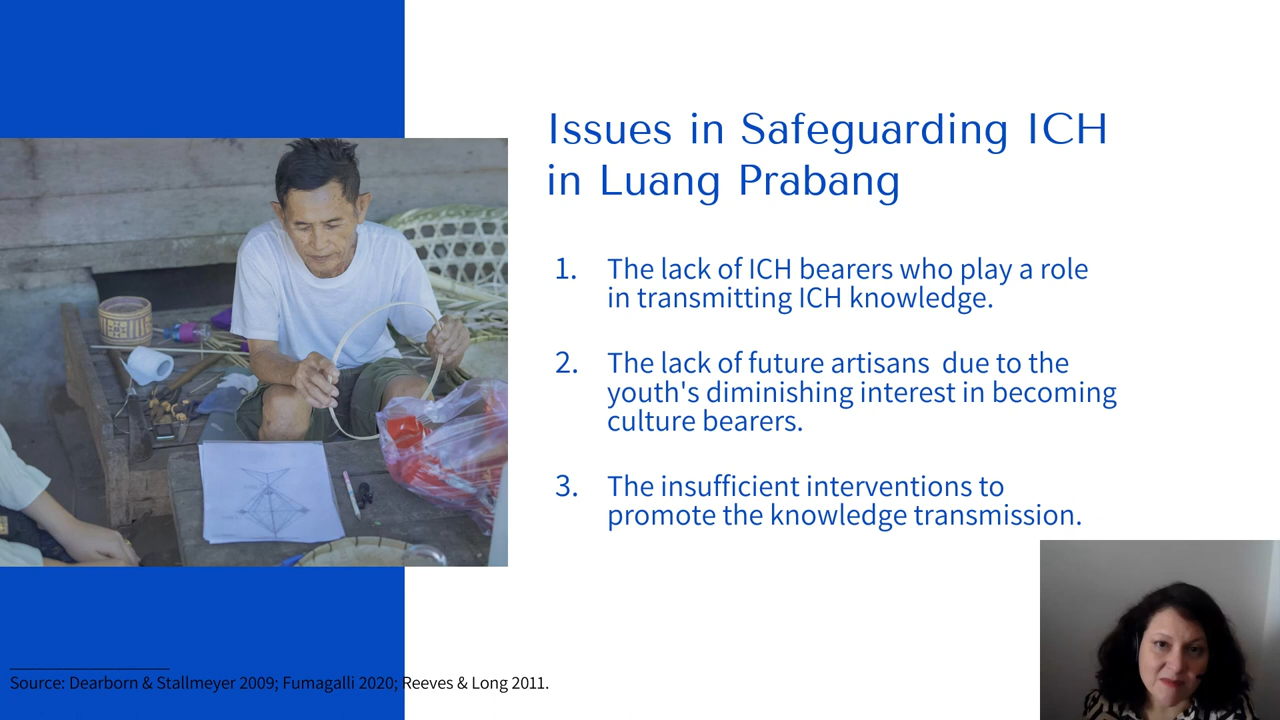 Issues in Safeguarding ICH
in Luang Prabang
1. The lack of ICH bearers who play a role
in transmitting ICH knowledge.
2. The lack of future artisans  due to the
youth's diminishing interest in becoming
culture bearers.
3. The insufficient interventions to
promote the knowledge transmission.
Source: Dearborn & Stallmeyer 2009; Fumagalli 2020; Reeves & Long 2011.